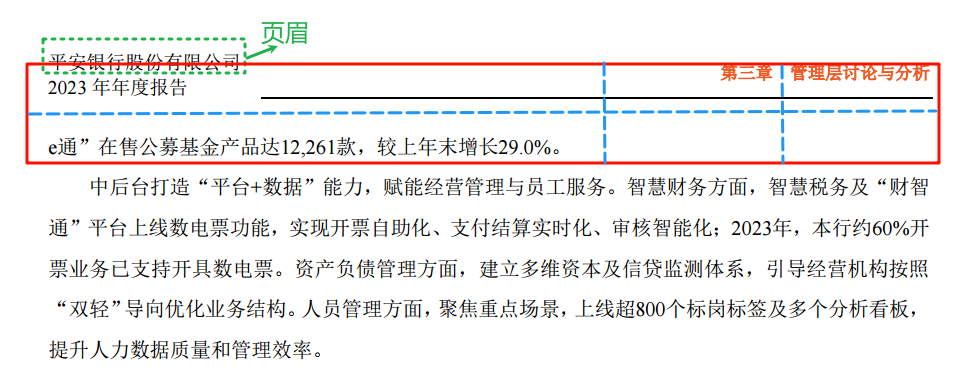 页眉
平安银行股份有限公司
第三章 管理层讨论与分析
2023 年年度报告
e通”在售公募基金产品达12,261款，较上年末增长29.0%。
中后台打造“平台+数据”能力，赋能经营管理与员工服务。智慧财务方面，智慧税务及“财智
通”平台上线数电票功能，实现开票自助化、支付结算实时化、审核智能化；2023年，本行约60%开
票业务已支持开具数电票。资产负债管理方面，建立多维资本及信贷监测体系，引导经营机构按照
“双轻”导向优化业务结构。人员管理方面，聚焦重点场景，上线超800个标岗标签及多个分析看板，
提升人力数据质量和管理效率。